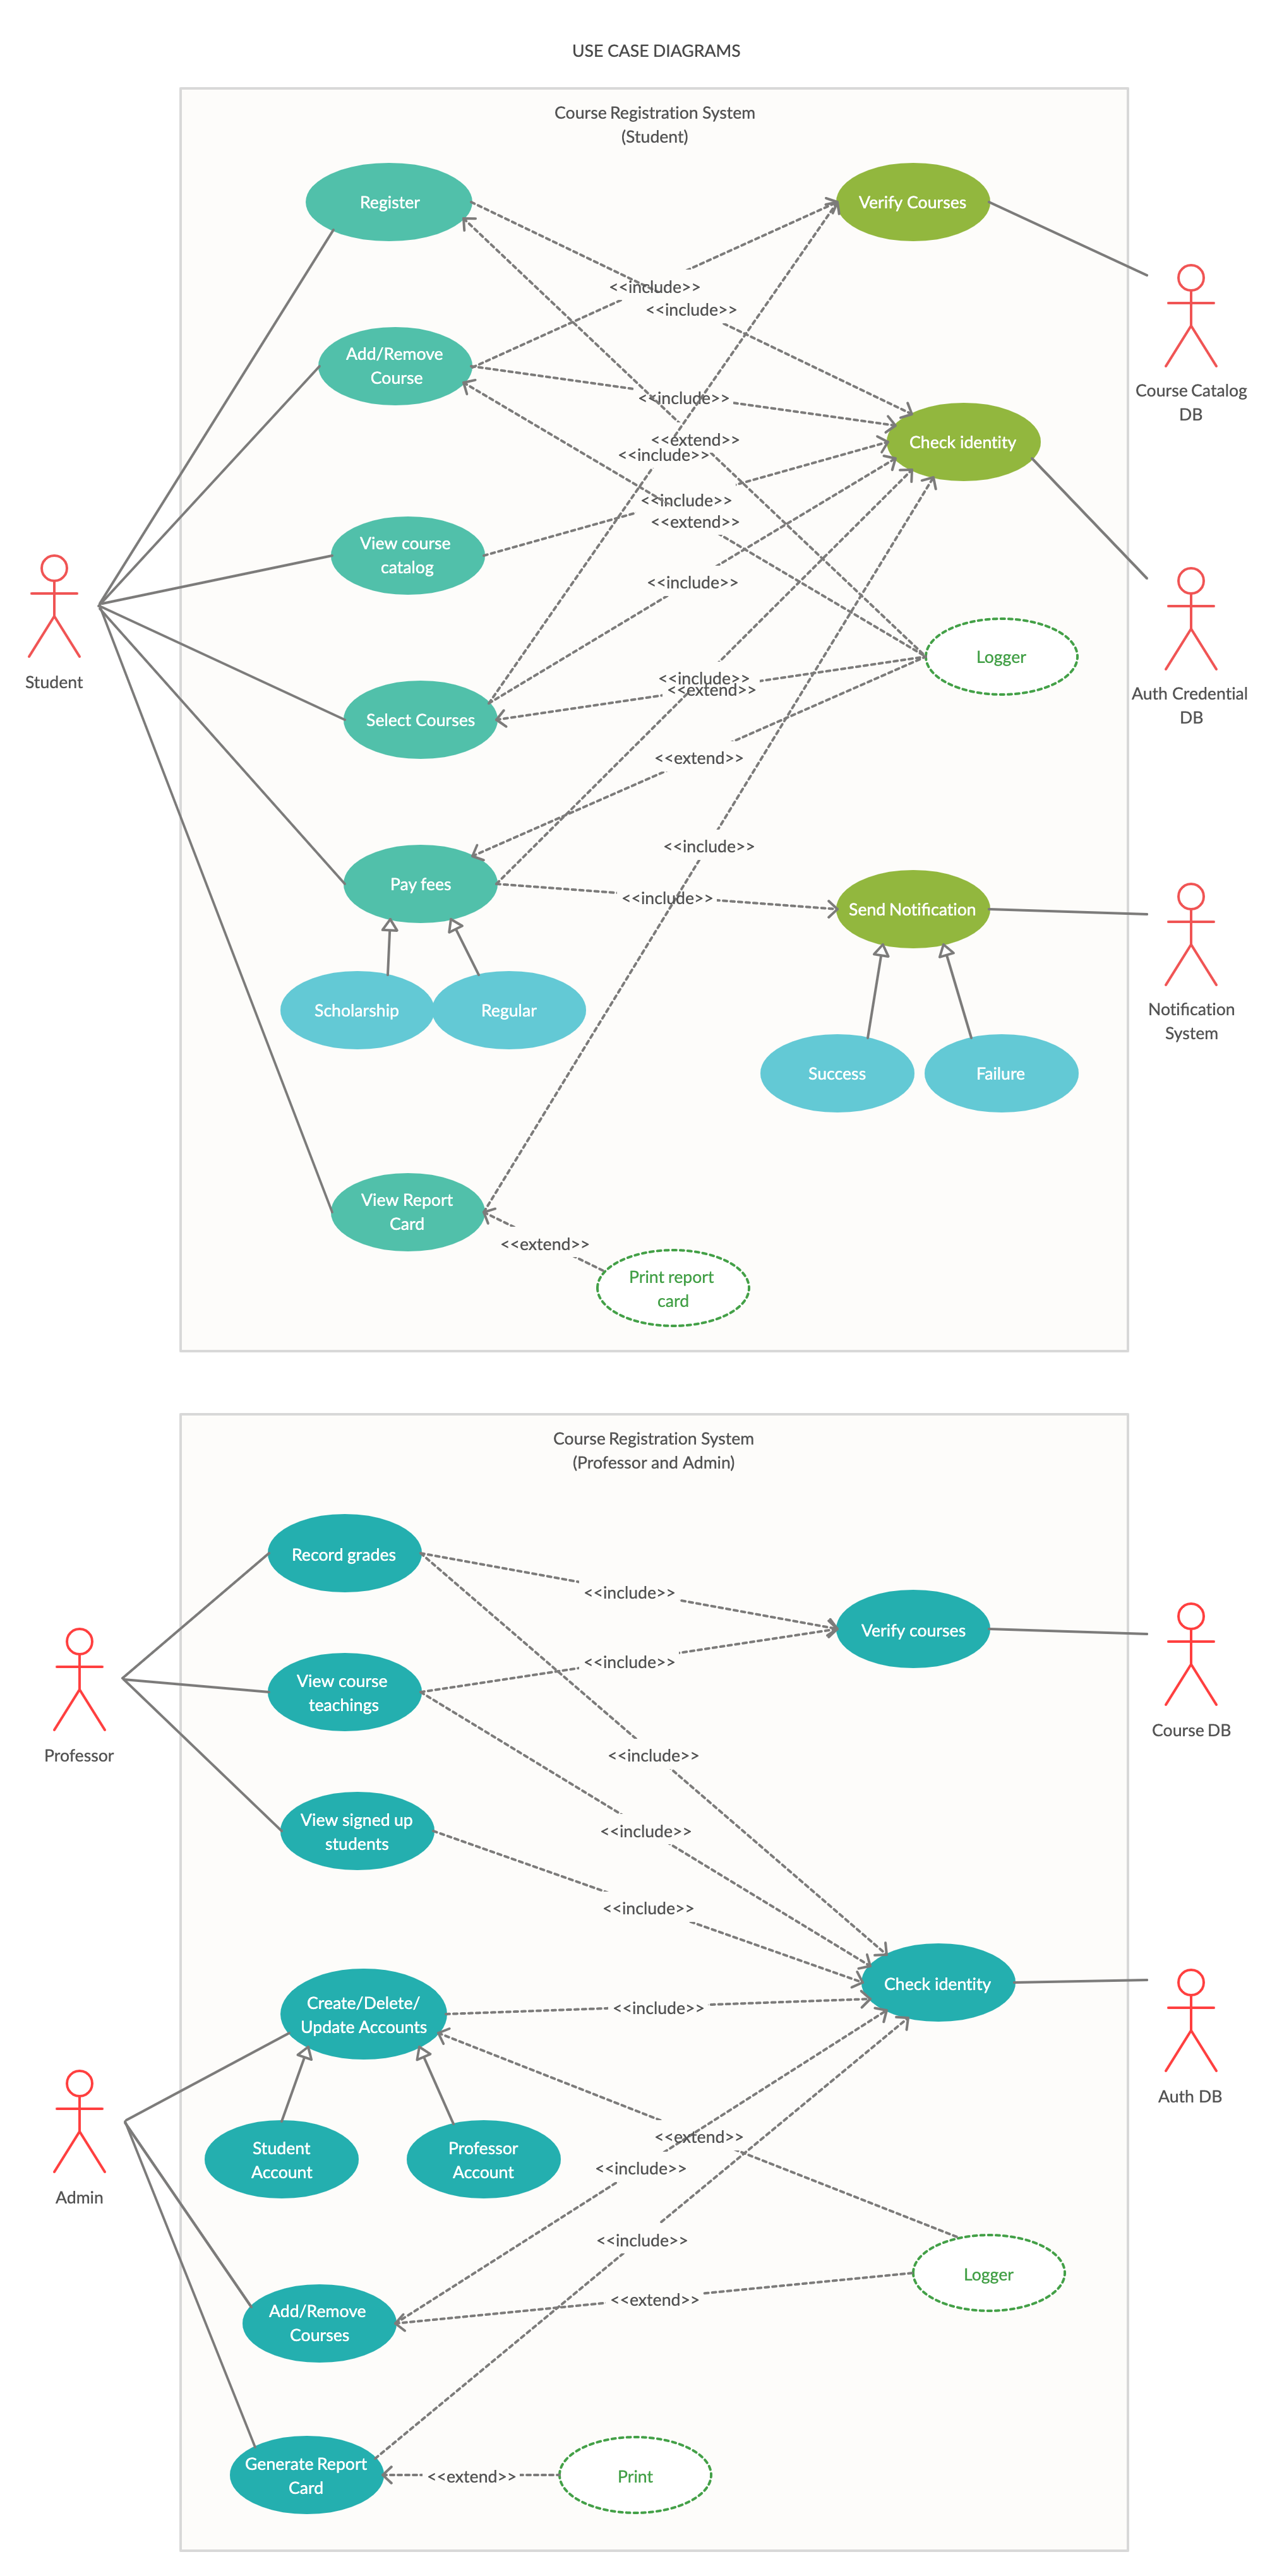 USE CASE DIAGRAMS
Course Registration System
(Student)
Register
Verify Courses
<<include>>
<<include>>
Add/Remove
Course
Course Catalog
DB
<<include>>
<<extend>>
Check identity
<<include>>
<<include>>
<<extend>>
View course
catalog
<<include>>
Student
Logger
Auth Credential
DB
<<include>>
<<extend>>
Select Courses
<<extend>>
<<include>>
Pay fees
<<include>>
Send Notification
Scholarship
Regular
Notification
System
Success
Failure
View Report
Card
<<extend>>
Print report
card
Course Registration System
(Professor and Admin)
Record grades
<<include>>
Verify courses
<<include>>
View course
teachings
Course DB
Professor
<<include>>
<<include>>
View signed up
students
<<include>>
Check identity
Create/Delete/
Update Accounts
<<include>>
Auth DB
<<extend>>
Student
Account
Professor
Account
<<include>>
Admin
<<include>>
Logger
<<extend>>
Add/Remove
Courses
Generate Report
Card
<<extend>>
Print